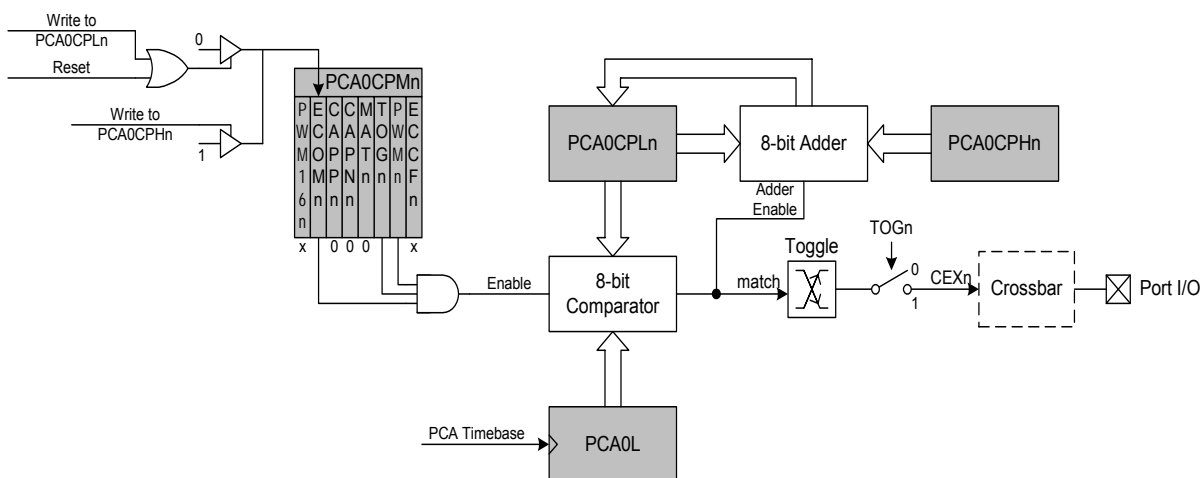 Write to
PCA0CPLn
Reset
0
Write to
PCA0CPHn
1
PCA0CPMn
PWM16n
ECOMn
CAPPn
CAPNn
MATn
TOGn
PWMn
ECCFn
x
0
0
0
x
Enable
PCA0CPLn
8-bit Adder
PCA0CPHn
Adder
Enable
8-bit
Comparator
match
Toggle
TOGn
0
1
CEXn
Crossbar
Port I/O
PCA Timebase
PCA0L